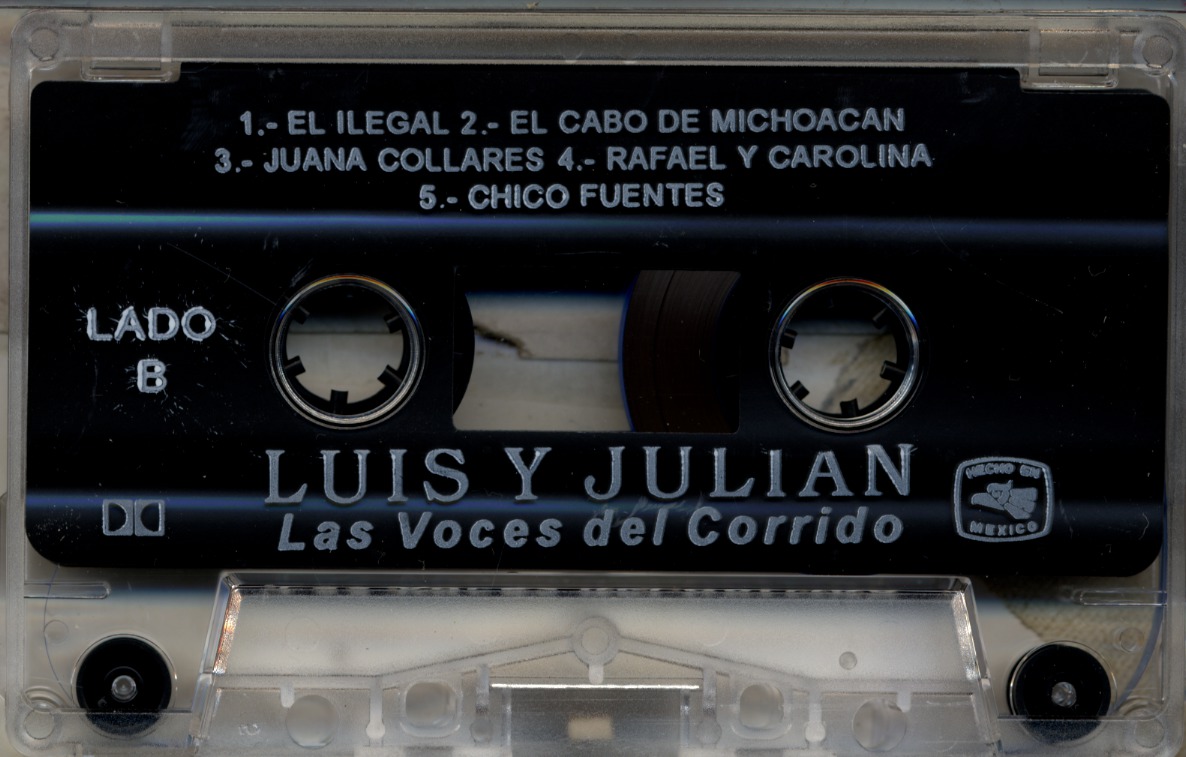 1.- EL ILEGAL 2.- EL CABO DE MICHOACAN
3.- JUANA COLLARES 4.- RAFAEL Y CAROLINA
5.- CHICO FUENTES
LADO
B
LUIS Y JULIAN
Las Voces del Corrido
HECHO EN
MEXICO